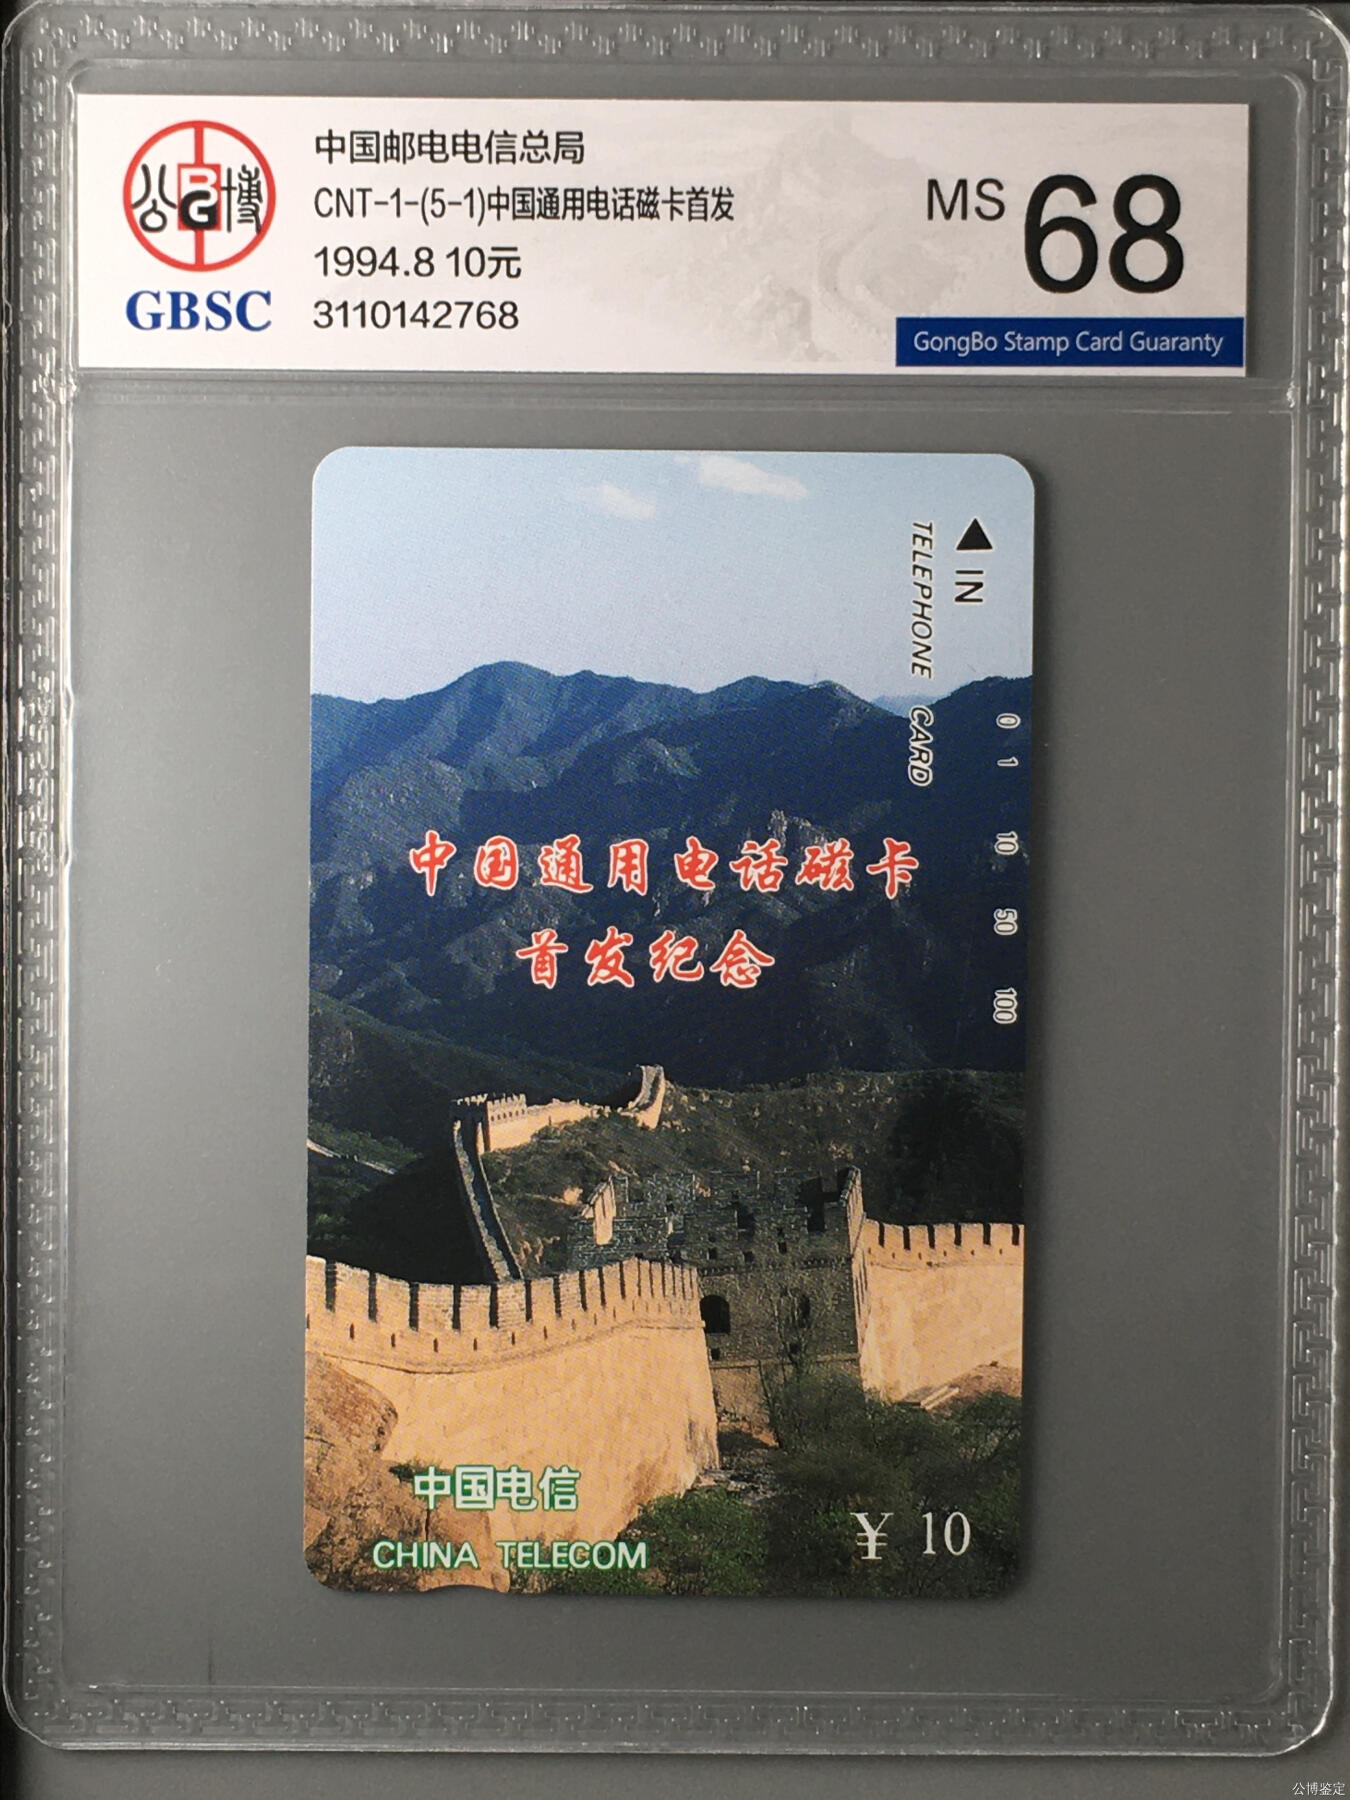 公博
BG
GBSC
中国邮电电信总局
CNT-1-(5-1)中国通用电话磁卡首发
1994.8 10元
3110142768
MS 68
GongBo Stamp Card Guaranty
IN
TELEPHONE CARD
0 1 10 50 100
中国通用电话磁卡
首发纪念
中国电信
CHINA TELECOM
¥ 10
公博鉴定